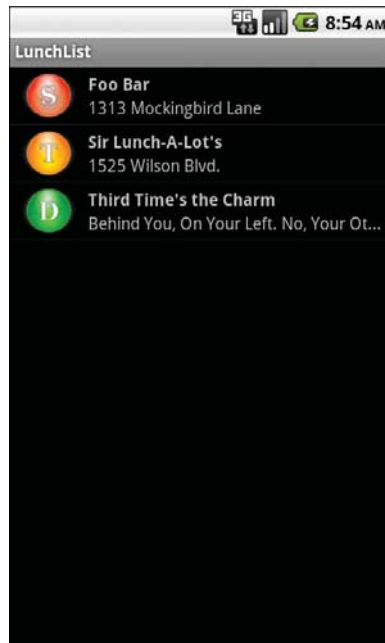 3G 8:54 AM
LunchList
S Foo Bar
1313 Mockingbird Lane
T Sir Lunch-A-Lot's
1525 Wilson Blvd.
D Third Time's the Charm
Behind You, On Your Left. No, Your Ot...